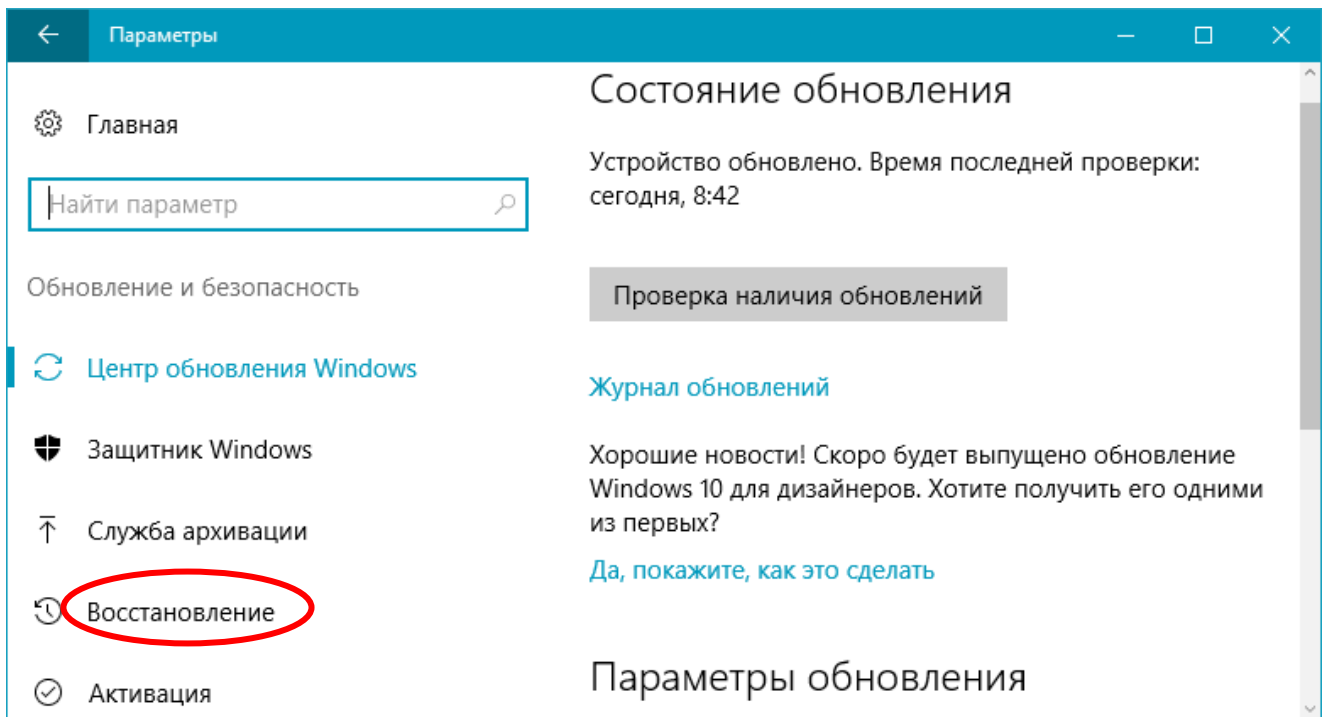 Параметры
Главная
Найти параметр
Обновление и безопасность
Центр обновления Windows
Защитник Windows
Служба архивации
Восстановление
Активация
Состояние обновления
Устройство обновлено. Время последней проверки:
сегодня, 8:42
Проверка наличия обновлений
Журнал обновлений
Хорошие новости! Скоро будет выпущено обновление
Windows 10 для дизайнеров. Хотите получить его одними
из первых?
Да, покажите, как это сделать
Параметры обновления